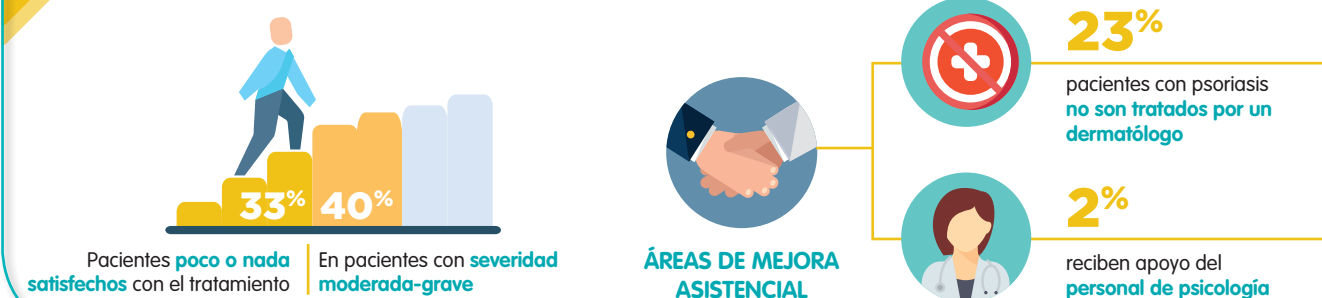 33% 40%
Pacientes poco o nada
satisfechos con el tratamiento
En pacientes con severidad
moderada-grave
ÁREAS DE MEJORA
ASISTENCIAL
23%
pacientes con psoriasis
no son tratados por un
dermatólogo
2%
reciben apoyo del
personal de psicología